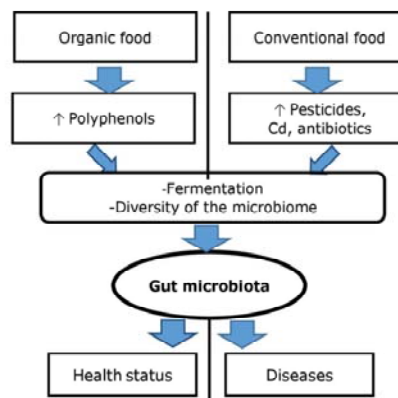 Organic food
Conventional food
↑ Polyphenols
↑ Pesticides,
Cd, antibiotics
-Fermentation
-Diversity of the microbiome
Gut microbiota
Health status
Diseases